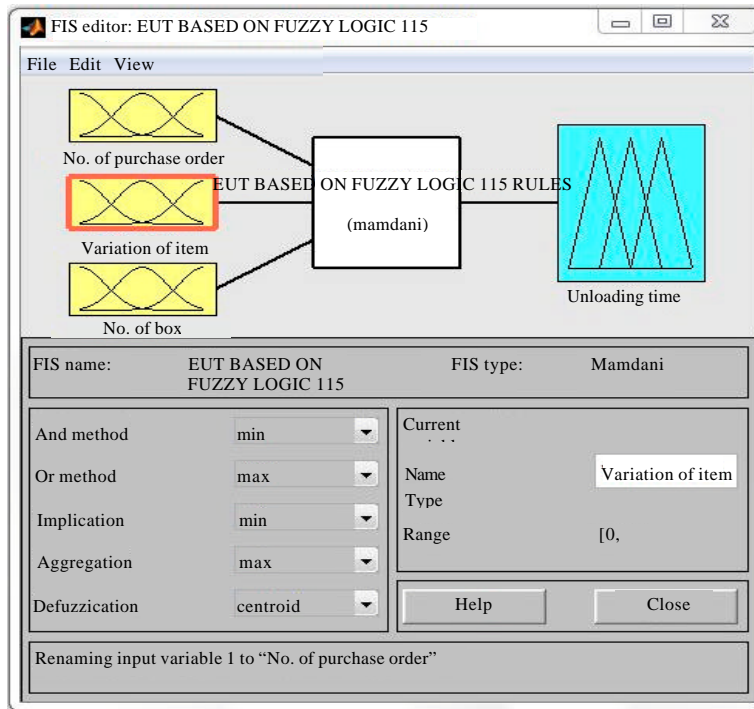 FIS editor: EUT BASED ON FUZZY LOGIC 115
File Edit View
No. of purchase order
EUT BASED ON FUZZY LOGIC 115 RULES
(mamdani)
Variation of item
No. of box
Unloading time
FIS name:
EUT BASED ON
FUZZY LOGIC 115
FIS type:
Mamdani
And method
min
Or method
max
Implication
min
Aggregation
max
Defuzzication
centroid
Current
Name
Variation of item
Type
Range
[0,
Help
Close
Renaming input variable 1 to “No. of purchase order”